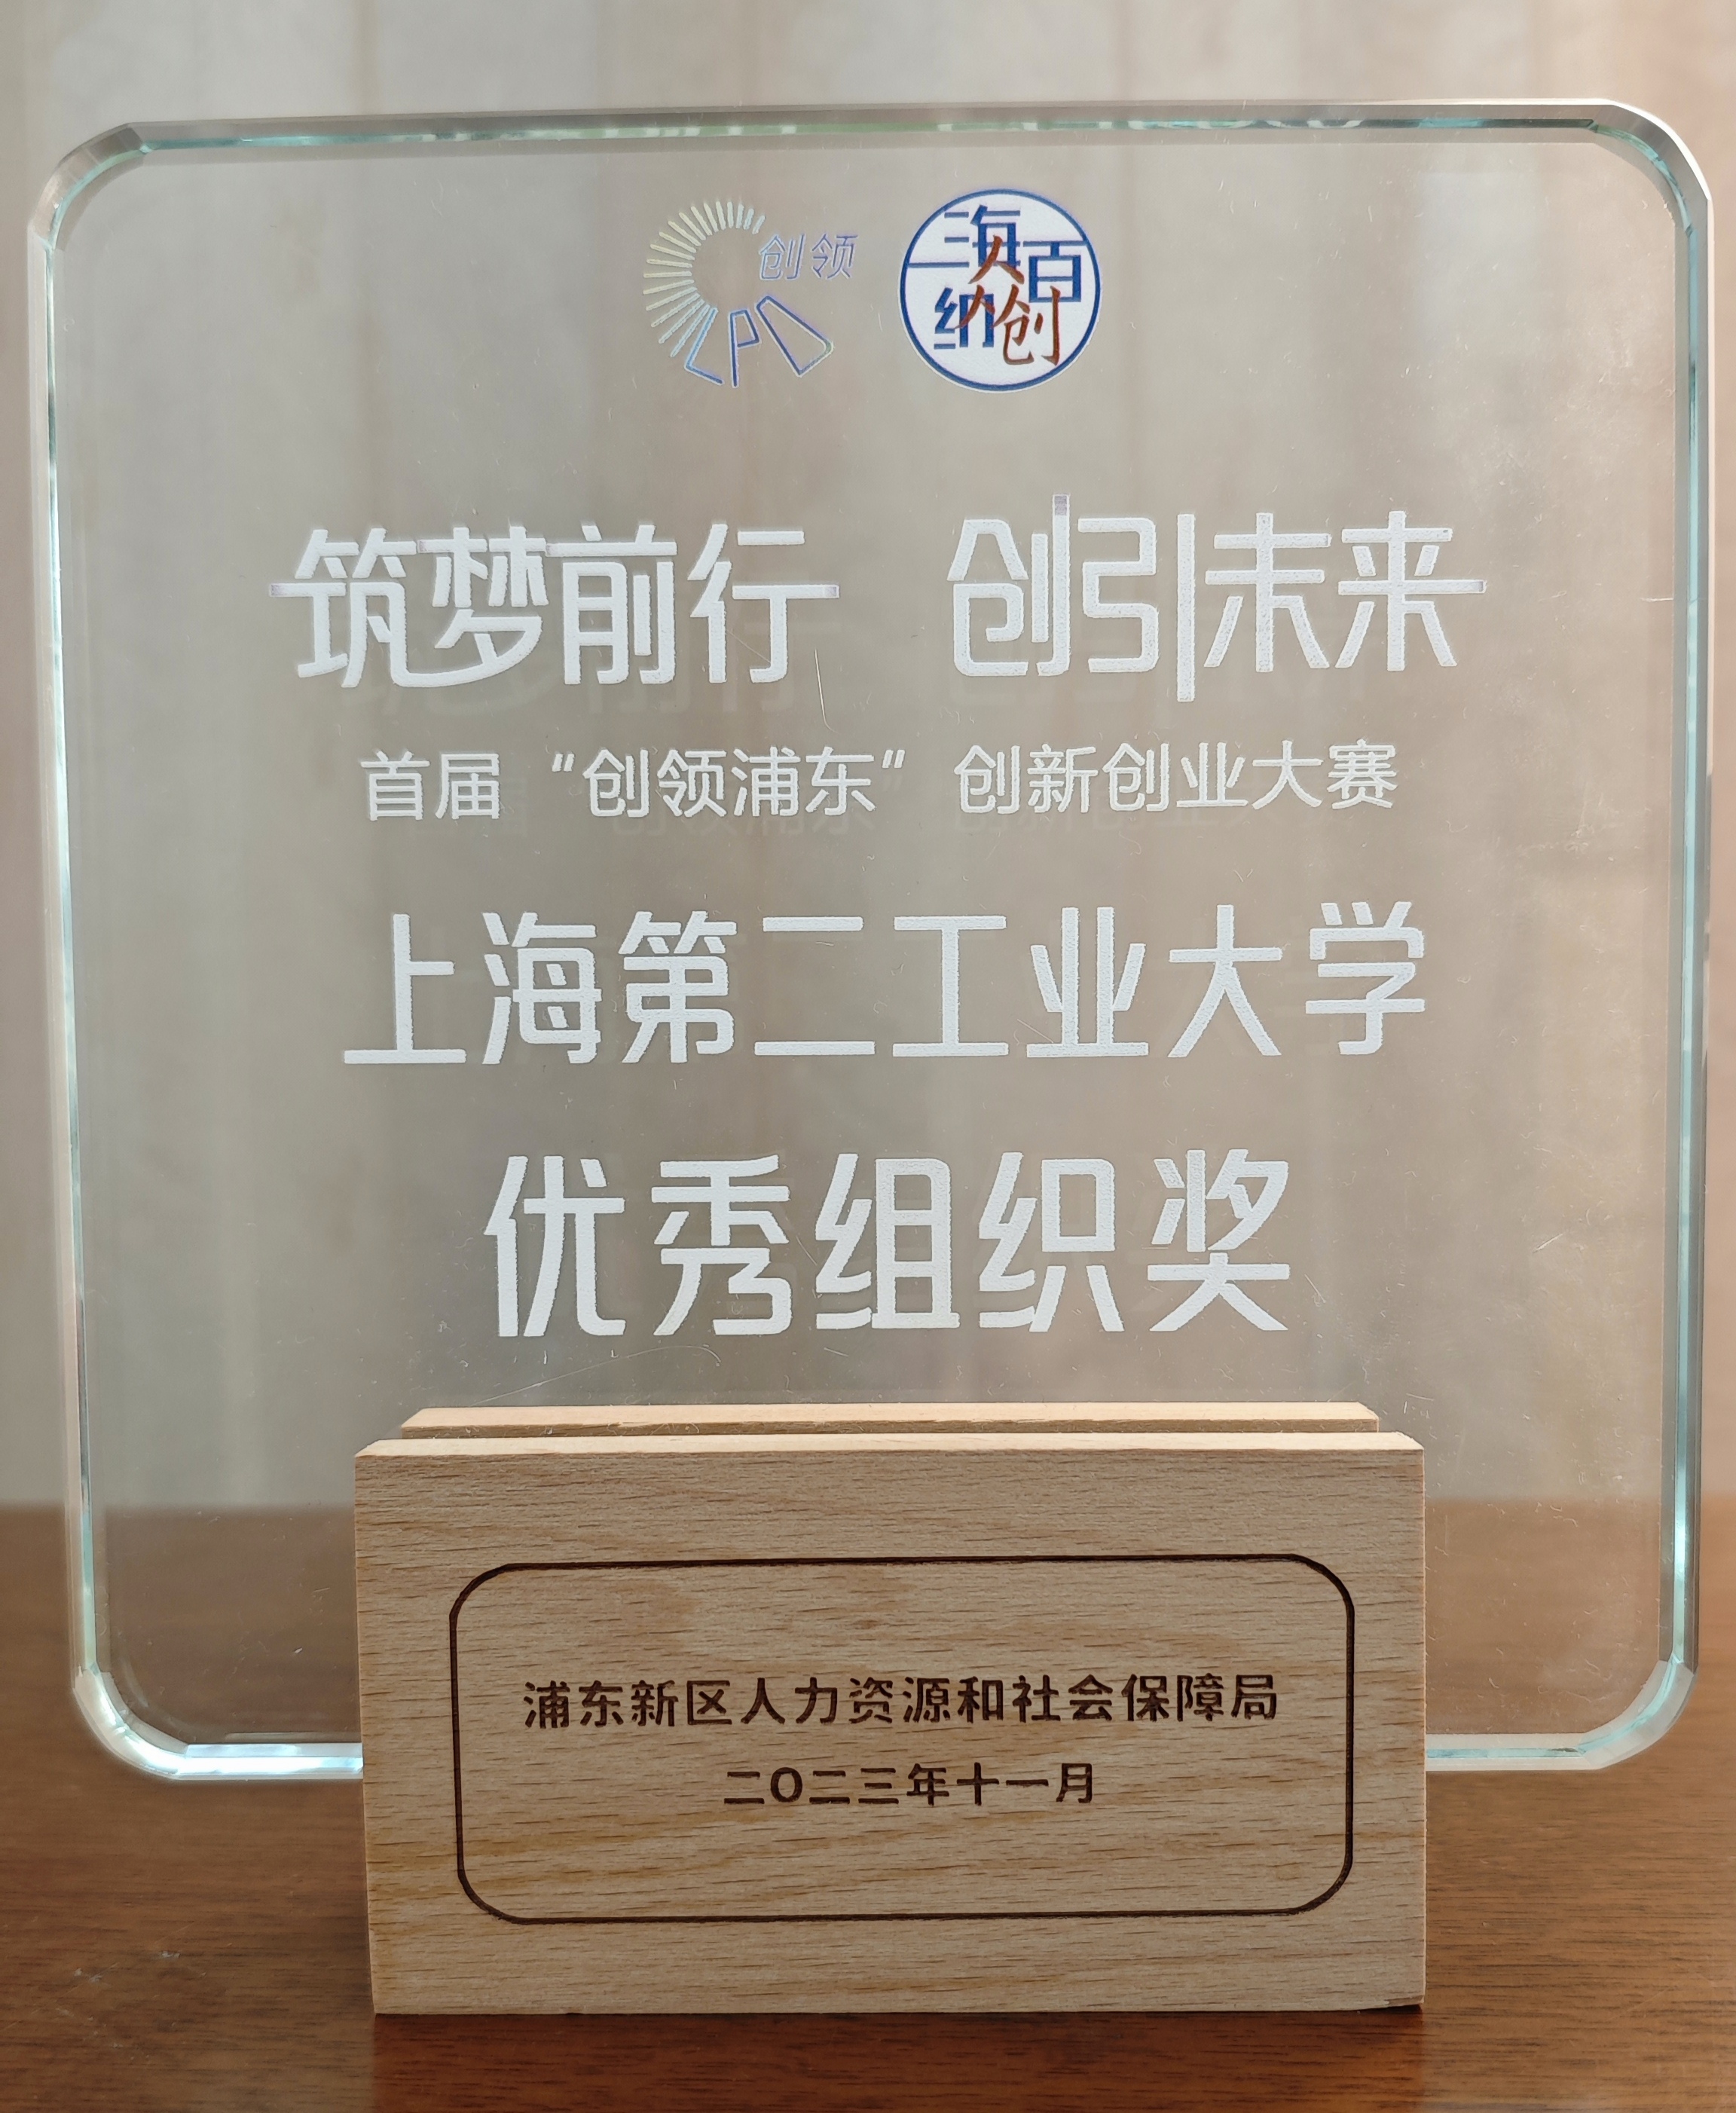 创领
CLPD
海纳百创
人才
筑梦前行 创引未来
首届 “创领浦东” 创新创业大赛
上海第二工业大学
优秀组织奖
浦东新区人力资源和社会保障局
二〇二三年十一月